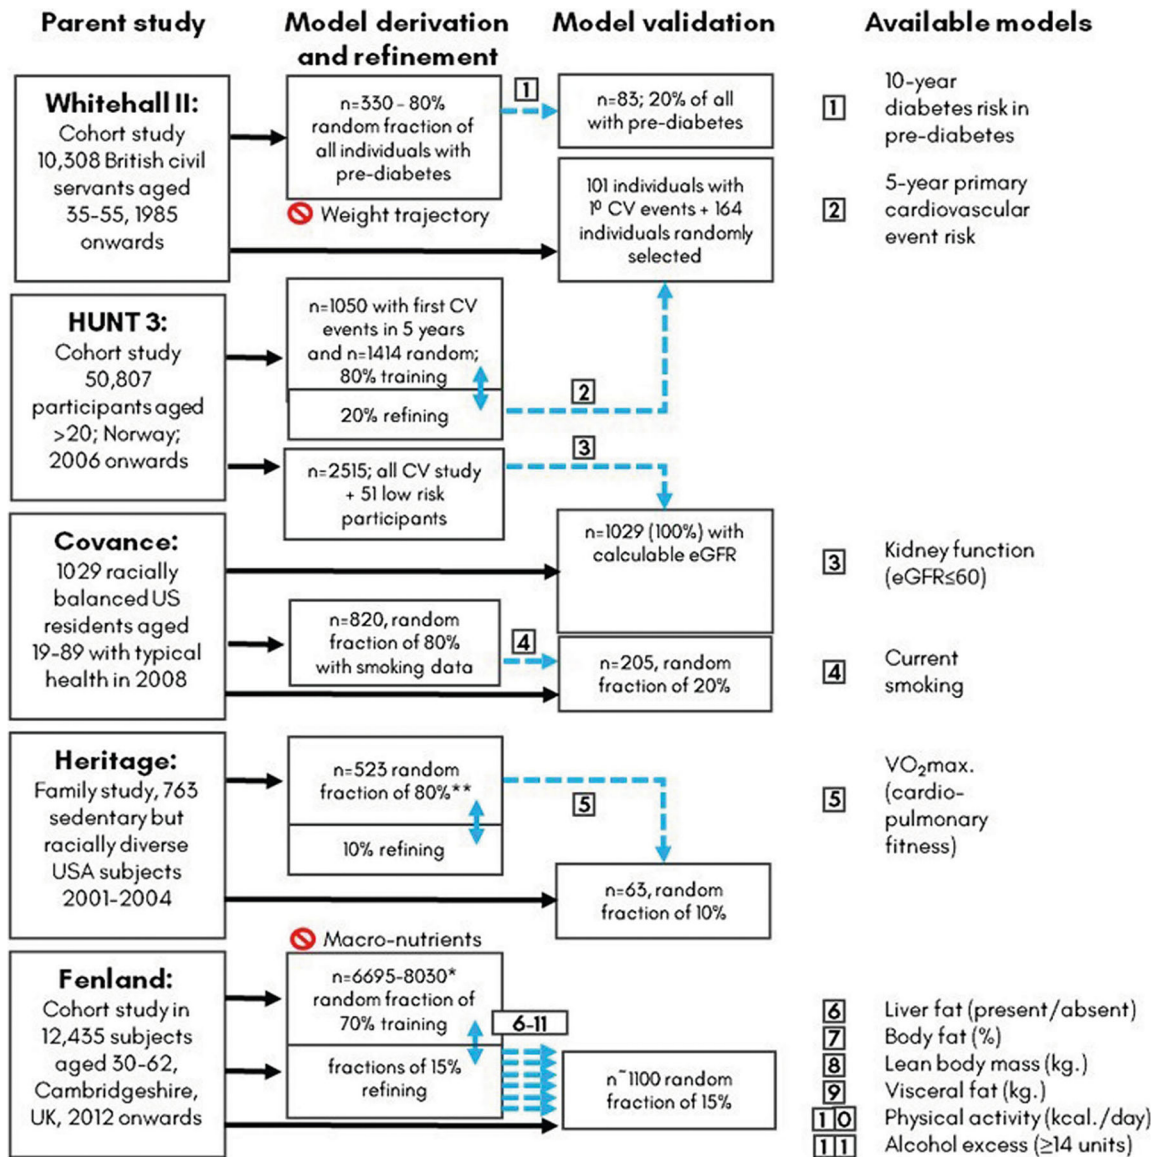 Parent study
Model derivation
and refinement
Model validation
Available models
Whitehall II:
Cohort study
10,308 British civil
servants aged
35-55, 1985
onwards
n=330 - 80%
random fraction of
all individuals with
pre-diabetes
Weight trajectory
1
n=83; 20% of all
with pre-diabetes
101 individuals with
1º CV events + 164
individuals randomly
selected
1
10-year
diabetes risk in
pre-diabetes
2
5-year primary
cardiovascular
event risk
HUNT 3:
Cohort study
50,807
participants aged
>20; Norway;
2006 onwards
n=1050 with first CV
events in 5 years
and n=1414 random;
80% training
20% refining
2
n=2515; all CV study
+ 51 low risk
participants
3
Covance:
1029 racially
balanced US
residents aged
19-89 with typical
health in 2008
n=1029 (100%) with
calculable eGFR
n=820, random
fraction of 80%
with smoking data
4
n=205, random
fraction of 20%
3
Kidney function
(eGFR≤60)
4
Current
smoking
Heritage:
Family study, 763
sedentary but
racially diverse
USA subjects
2001-2004
n=523 random
fraction of 80%**
10% refining
5
n=63, random
fraction of 10%
5
VO₂max.
(cardio-
pulmonary
fitness)
Macro-nutrients
Fenland:
Cohort study in
12,435 subjects
aged 30-62,
Cambridgeshire,
UK, 2012 onwards
n=6695-8030*
random fraction of
70% training
fractions of 15%
refining
6-11
n~1100 random
fraction of 15%
6 Liver fat (present/absent)
7 Body fat (%)
8 Lean body mass (kg.)
9 Visceral fat (kg.)
10 Physical activity (kcal./day)
11 Alcohol excess (≥14 units)